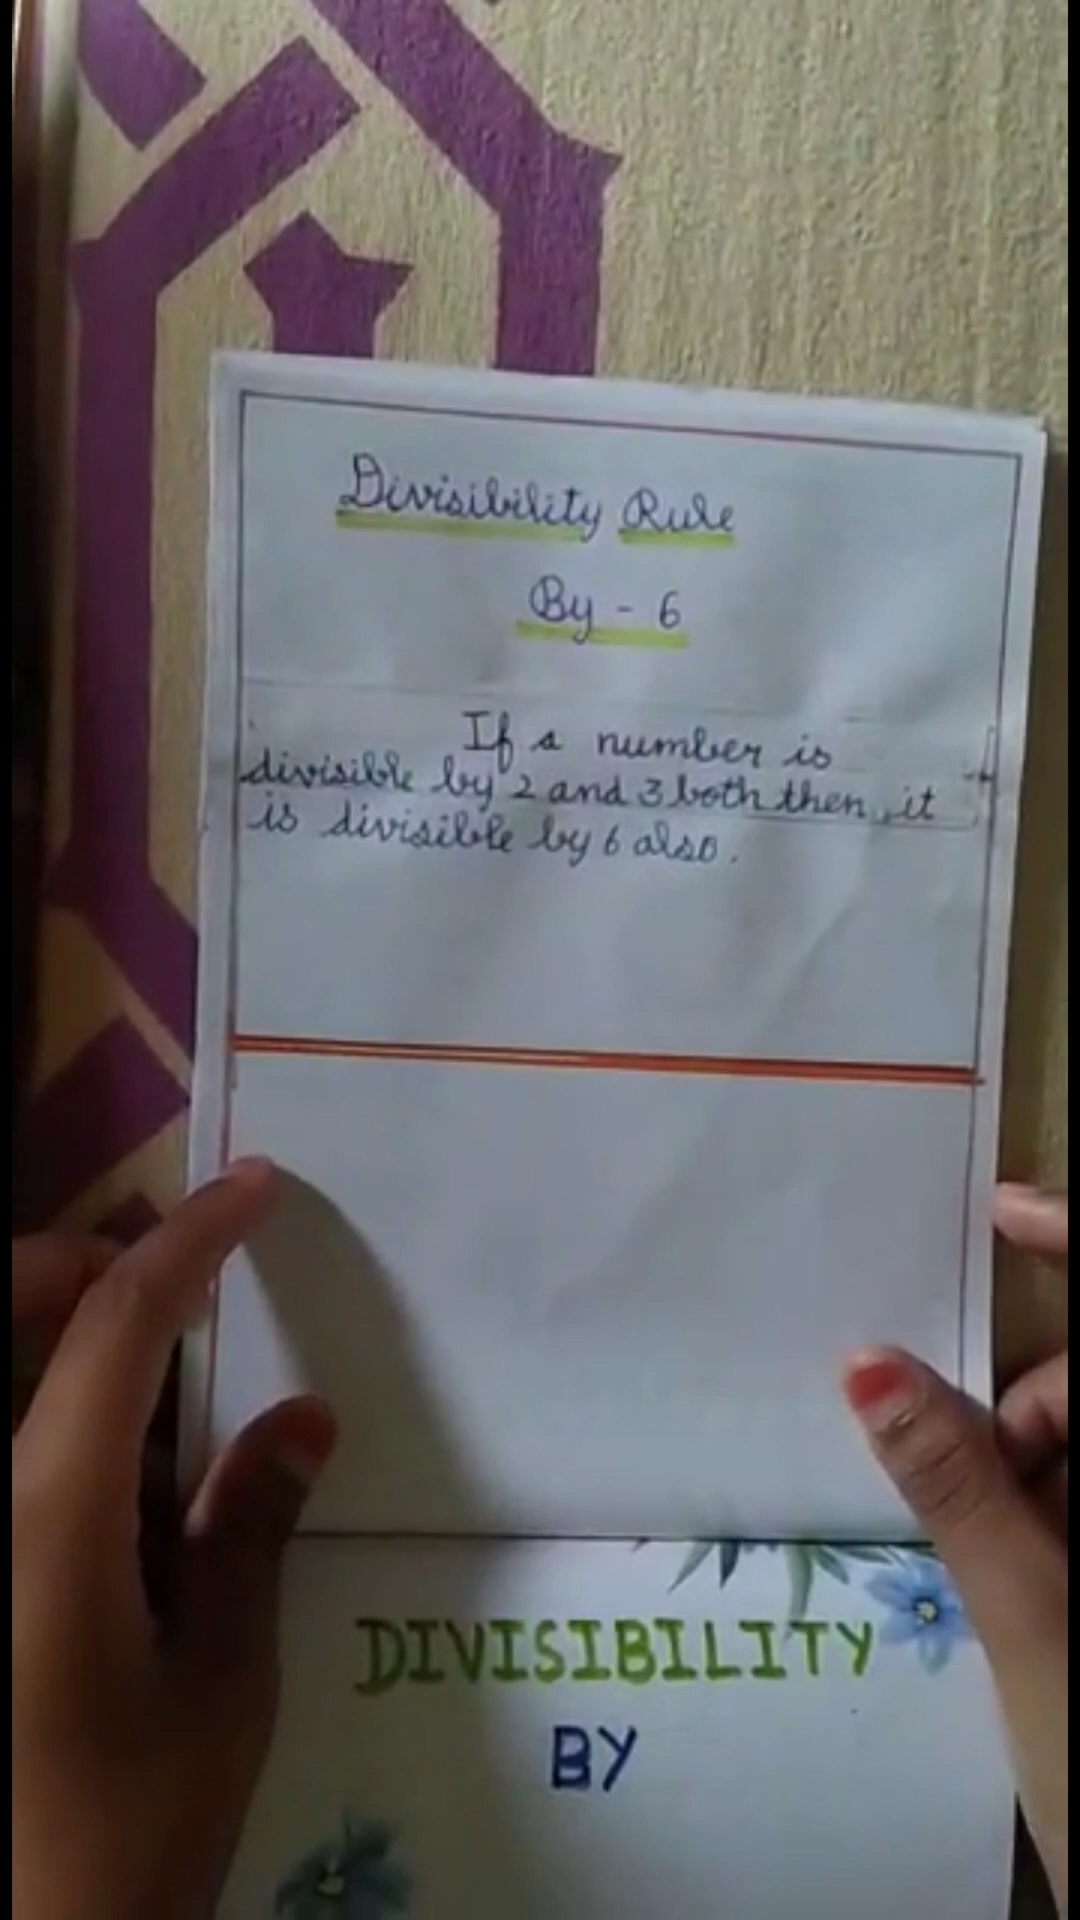 Divisibility Rule
By - 6
If a number is
divisible by 2 and 3 both then, it
is divisible by 6 also.
DIVISIBILITY
BY